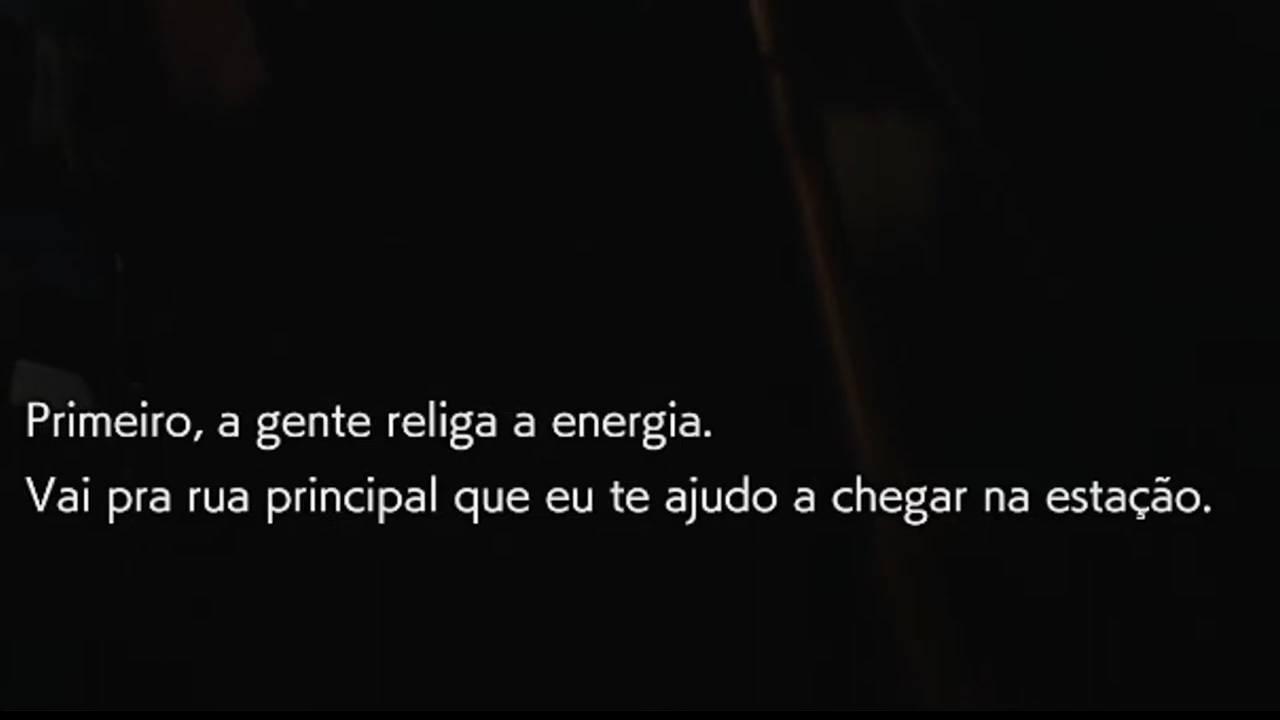 Primeiro, a gente religa a energia.
Vai pra rua principal que eu te ajudo a chegar na estação.